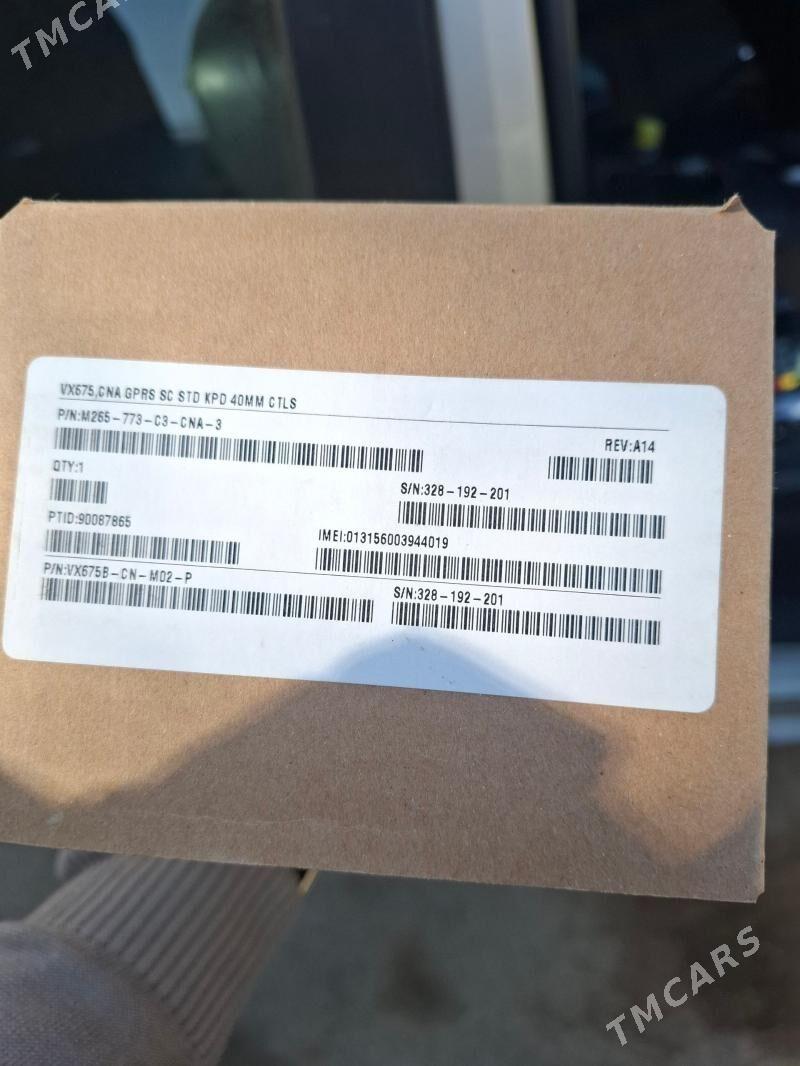 TMCARS
VX675,CNA GPRS SC STD KPD 40MM CTLS
P/N:M265-773-C3-CNA-3
REV:A14
QTY:1
S/N:328-192-201
PTID:90087865
IMEI:013156003944019
P/N:VX675B-CN-M02-P
S/N:328-192-201
TMCARS